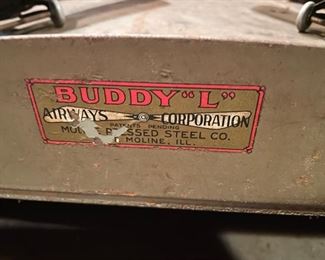 BUDDY "L"
AIRWAYS CORPORATION
PATENTS PENDING
PRESSED STEEL CO.
MOLINE, ILL.